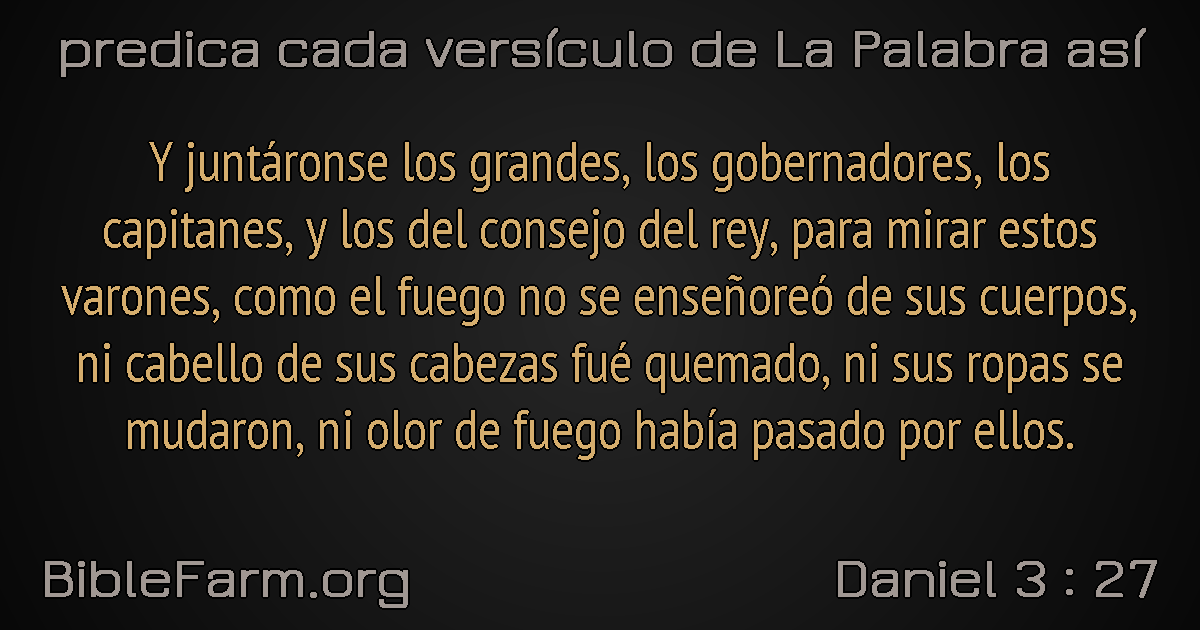 predica cada versículo de La Palabra así
Y juntáronse los grandes, los gobernadores, los
capitanes, y los del consejo del rey, para mirar estos
varones, como el fuego no se enseñoreó de sus cuerpos,
ni cabello de sus cabezas fué quemado, ni sus ropas se
mudaron, ni olor de fuego había pasado por ellos.
BibleFarm.org
Daniel 3 : 27